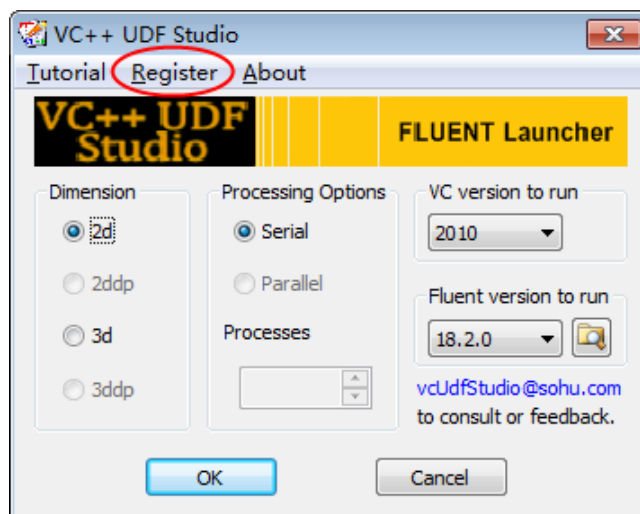 VC++ UDF Studio
Tutorial Register About
VC++ UDF
Studio
FLUENT Launcher
Dimension
2d
2ddp
3d
3ddp
Processing Options
Serial
Parallel
Processes
VC version to run
2010
Fluent version to run
18.2.0
vcUdfStudio@sohu.com
to consult or feedback.
OK
Cancel